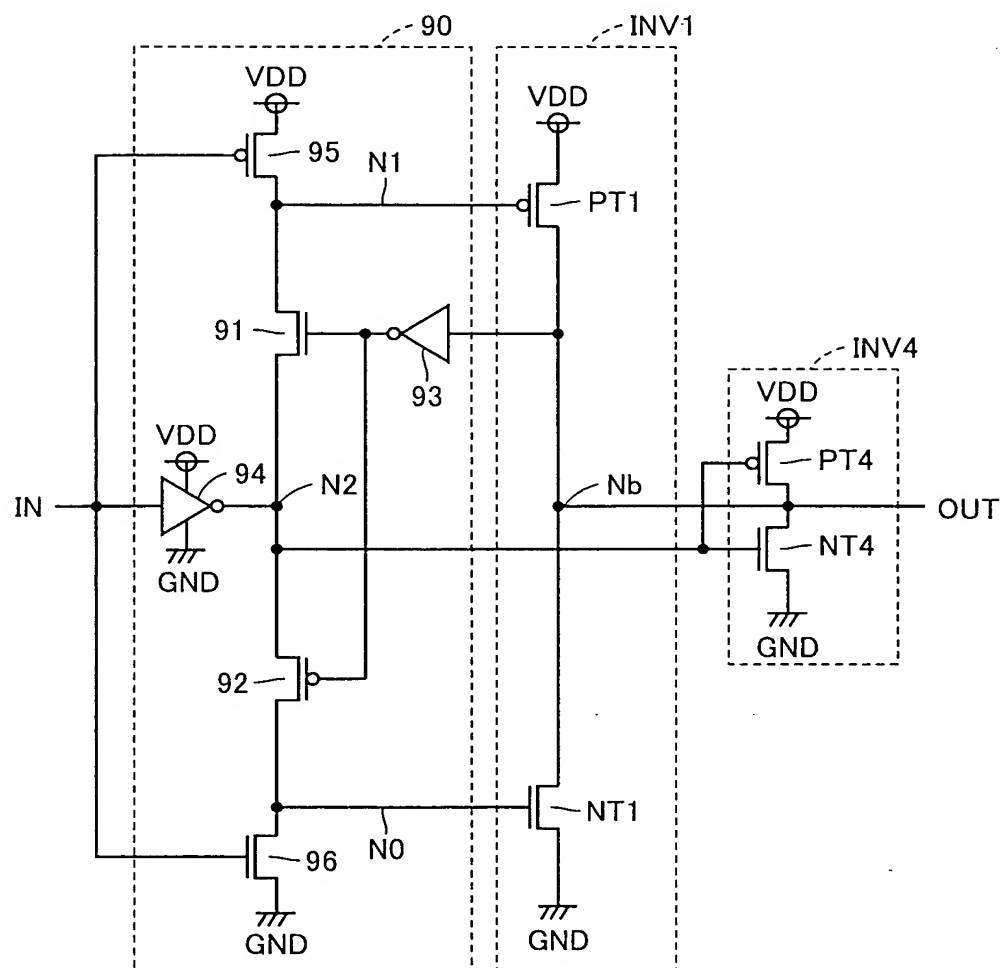 90
INV1
VDD
VDD
95
N1
PT1
91
93
INV4
VDD
VDD
94
N2
PT4
IN
Nb
OUT
NT4
GND
GND
92
NT1
N0
96
GND
GND